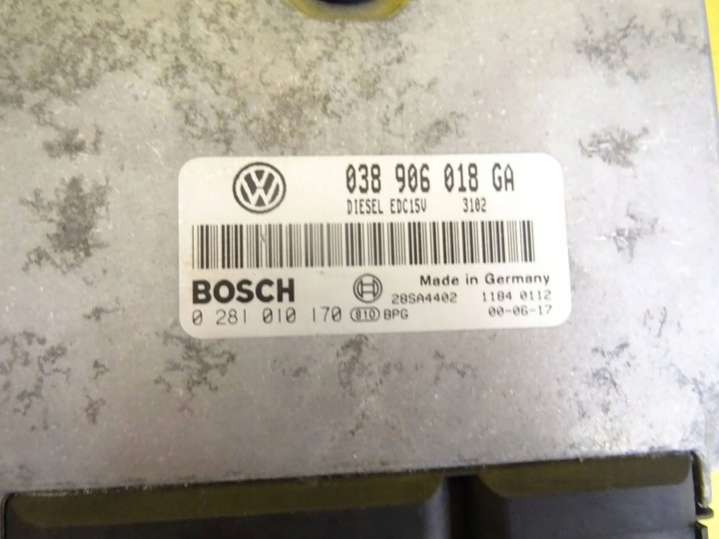 038 906 018 GA
DIESEL EDC15V 3102
BOSCH Made in Germany
28SA4402 1184 0112
0 281 010 170 810 BPG 00-06-17